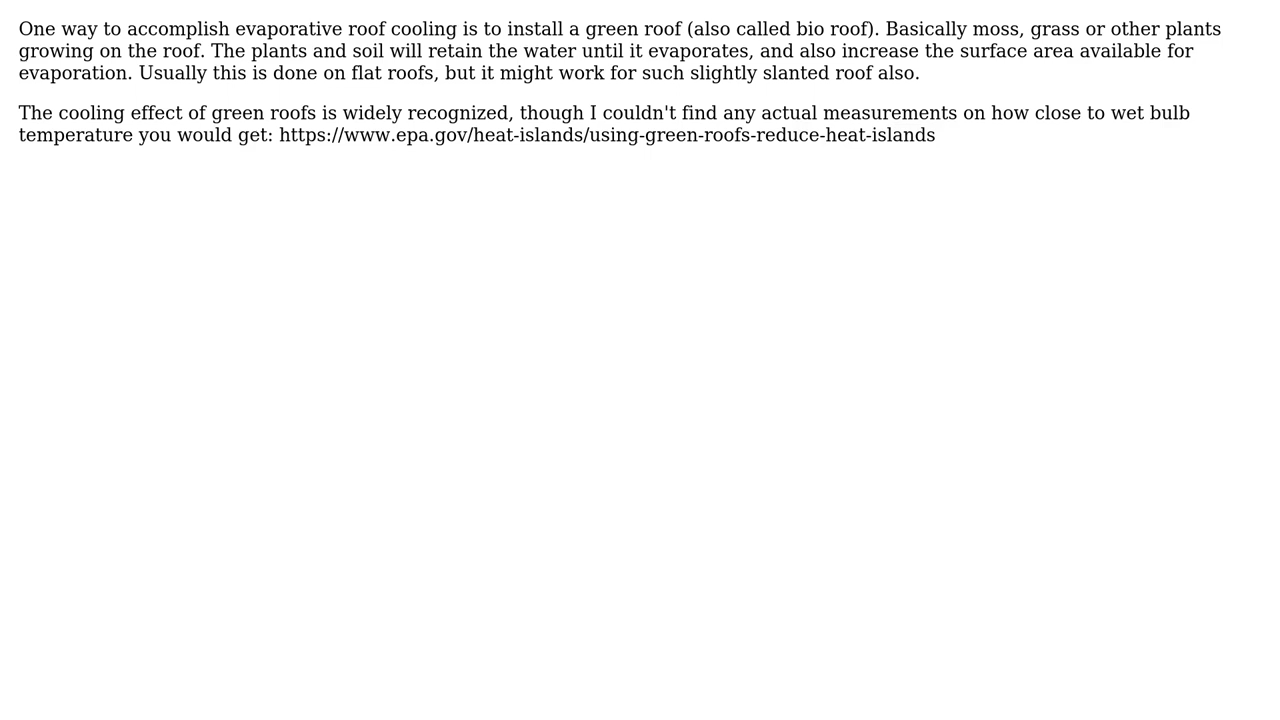 One way to accomplish evaporative roof cooling is to install a green roof (also called bio roof). Basically moss, grass or other plants
growing on the roof. The plants and soil will retain the water until it evaporates, and also increase the surface area available for
evaporation. Usually this is done on flat roofs, but it might work for such slightly slanted roof also.
The cooling effect of green roofs is widely recognized, though I couldn't find any actual measurements on how close to wet bulb
temperature you would get: https://www.epa.gov/heat-islands/using-green-roofs-reduce-heat-islands